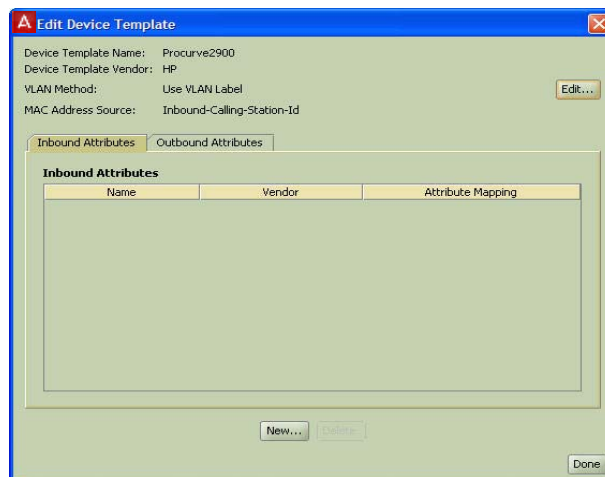 Edit Device Template
Device Template Name: Procurve2900
Device Template Vendor: HP
VLAN Method: Use VLAN Label
Edit...
MAC Address Source: Inbound-Calling-Station-Id
Inbound Attributes Outbound Attributes
Inbound Attributes
Name Vendor Attribute Mapping
New... Delete
Done